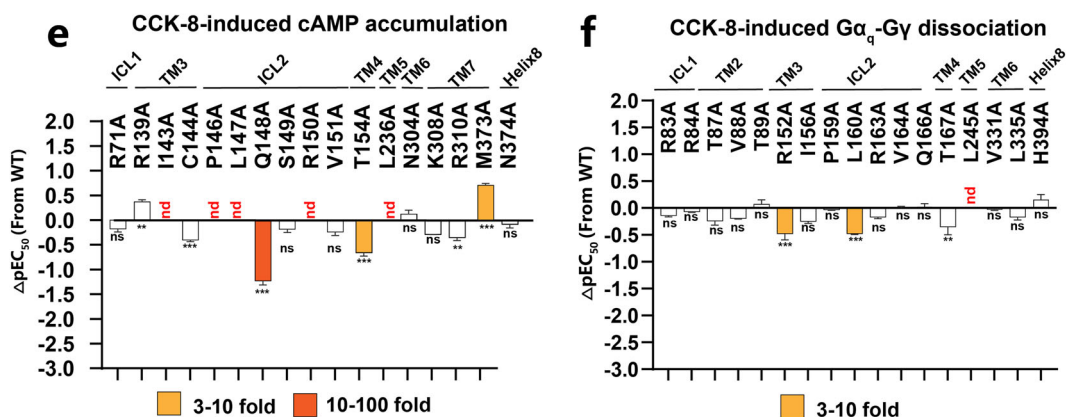 e
CCK-8-induced cAMP accumulation
ICL1 TM3 ICL2 TM4 TM5 TM6 TM7 Helix8
R71A R139A I143A C144A P146A L147A Q148A S149A R150A V151A T154A L236A N304A K308A R310A M373A N374A
△pEC50 (From WT)
2.0
1.5
1.0
0.5
0.0
-0.5
-1.0
-1.5
-2.0
-2.5
-3.0
ns ** nd *** nd nd *** ns nd ns *** nd ns ns ** *** ns
3-10 fold 10-100 fold
f
CCK-8-induced Gαq-Gγ dissociation
ICL1 TM2 TM3 ICL2 TM4 TM5 TM6 Helix8
R83A R84A T87A V88A T89A R152A I156A P159A L160A R163A V164A Q166A T167A L245A V331A L335A H394A
△pEC50 (From WT)
2.0
1.5
1.0
0.5
0.0
-0.5
-1.0
-1.5
-2.0
-2.5
-3.0
ns ns ns ns ns *** ns ns *** ns ns ns ** nd ns ns ns
3-10 fold